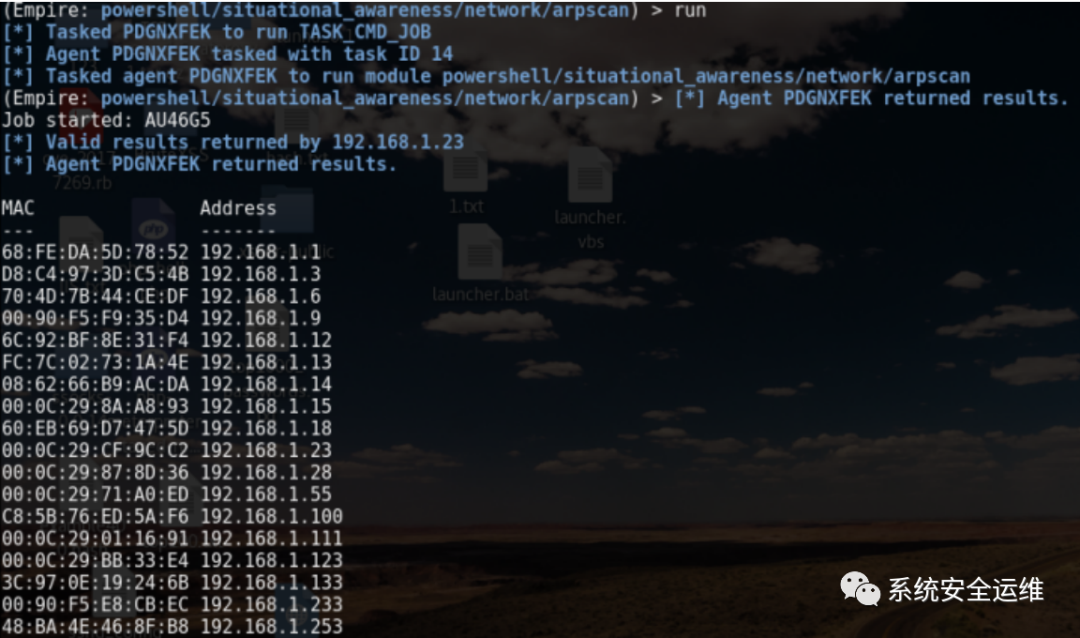 (Empire: powershell/situational_awareness/network/arpscan) > run
[*] Tasked PDGNXFEK to run TASK_CMD_JOB
[*] Agent PDGNXFEK tasked with task ID 14
[*] Tasked agent PDGNXFEK to run module powershell/situational_awareness/network/arpscan
(Empire: powershell/situational_awareness/network/arpscan) > [*] Agent PDGNXFEK returned results.
Job started: AU46G5
[*] Valid results returned by 192.168.1.23
[*] Agent PDGNXFEK returned results.
7269.rb
1.txt
launcher.
vbs
launcher.bat
php
MAC Address
--- -------
68:FE:DA:5D:78:52 192.168.1.1
D8:C4:97:3D:C5:4B 192.168.1.3
70:4D:7B:44:CE:DF 192.168.1.6
00:90:F5:F9:35:D4 192.168.1.9
6C:92:BF:8E:31:F4 192.168.1.12
FC:7C:02:73:1A:4E 192.168.1.13
08:62:66:B9:AC:DA 192.168.1.14
00:0C:29:8A:A8:93 192.168.1.15
60:EB:69:D7:47:5D 192.168.1.18
00:0C:29:CF:9C:C2 192.168.1.23
00:0C:29:87:8D:36 192.168.1.28
00:0C:29:71:A0:ED 192.168.1.55
C8:5B:76:ED:5A:F6 192.168.1.100
00:0C:29:01:16:91 192.168.1.111
00:0C:29:BB:33:E4 192.168.1.123
3C:97:0E:19:24:6B 192.168.1.133
00:90:F5:E8:CB:EC 192.168.1.233
48:BA:4E:46:8F:B8 192.168.1.253
系统安全运维